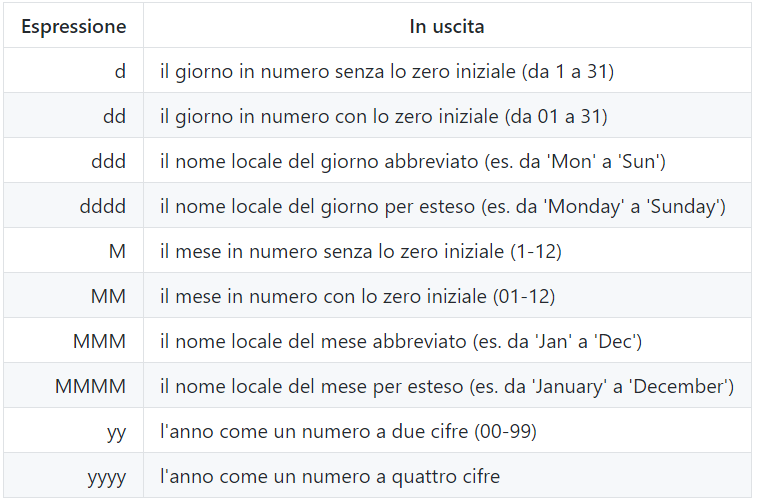 Espressione In uscita
d il giorno in numero senza lo zero iniziale (da 1 a 31)
dd il giorno in numero con lo zero iniziale (da 01 a 31)
ddd il nome locale del giorno abbreviato (es. da 'Mon' a 'Sun')
dddd il nome locale del giorno per esteso (es. da 'Monday' a 'Sunday')
M il mese in numero senza lo zero iniziale (1-12)
MM il mese in numero con lo zero iniziale (01-12)
MMM il nome locale del mese abbreviato (es. da 'Jan' a 'Dec')
MMMM il nome locale del mese per esteso (es. da 'January' a 'December')
yy l'anno come un numero a due cifre (00-99)
yyyy l'anno come un numero a quattro cifre